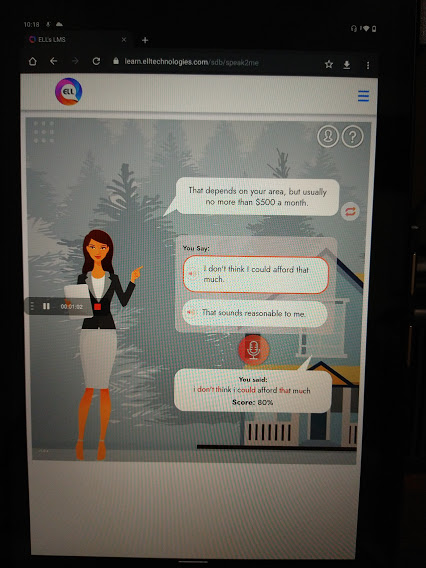 10:18
ELL's LMS
learn.elltechnologies.com/sdb/speak2me
ELL
That depends on your area, but usually
no more than $500 a month.
You Say:
I don't think I could afford that
much.
That sounds reasonable to me.
00:01:92
You said:
i don't think i could afford that much
Score: 80%